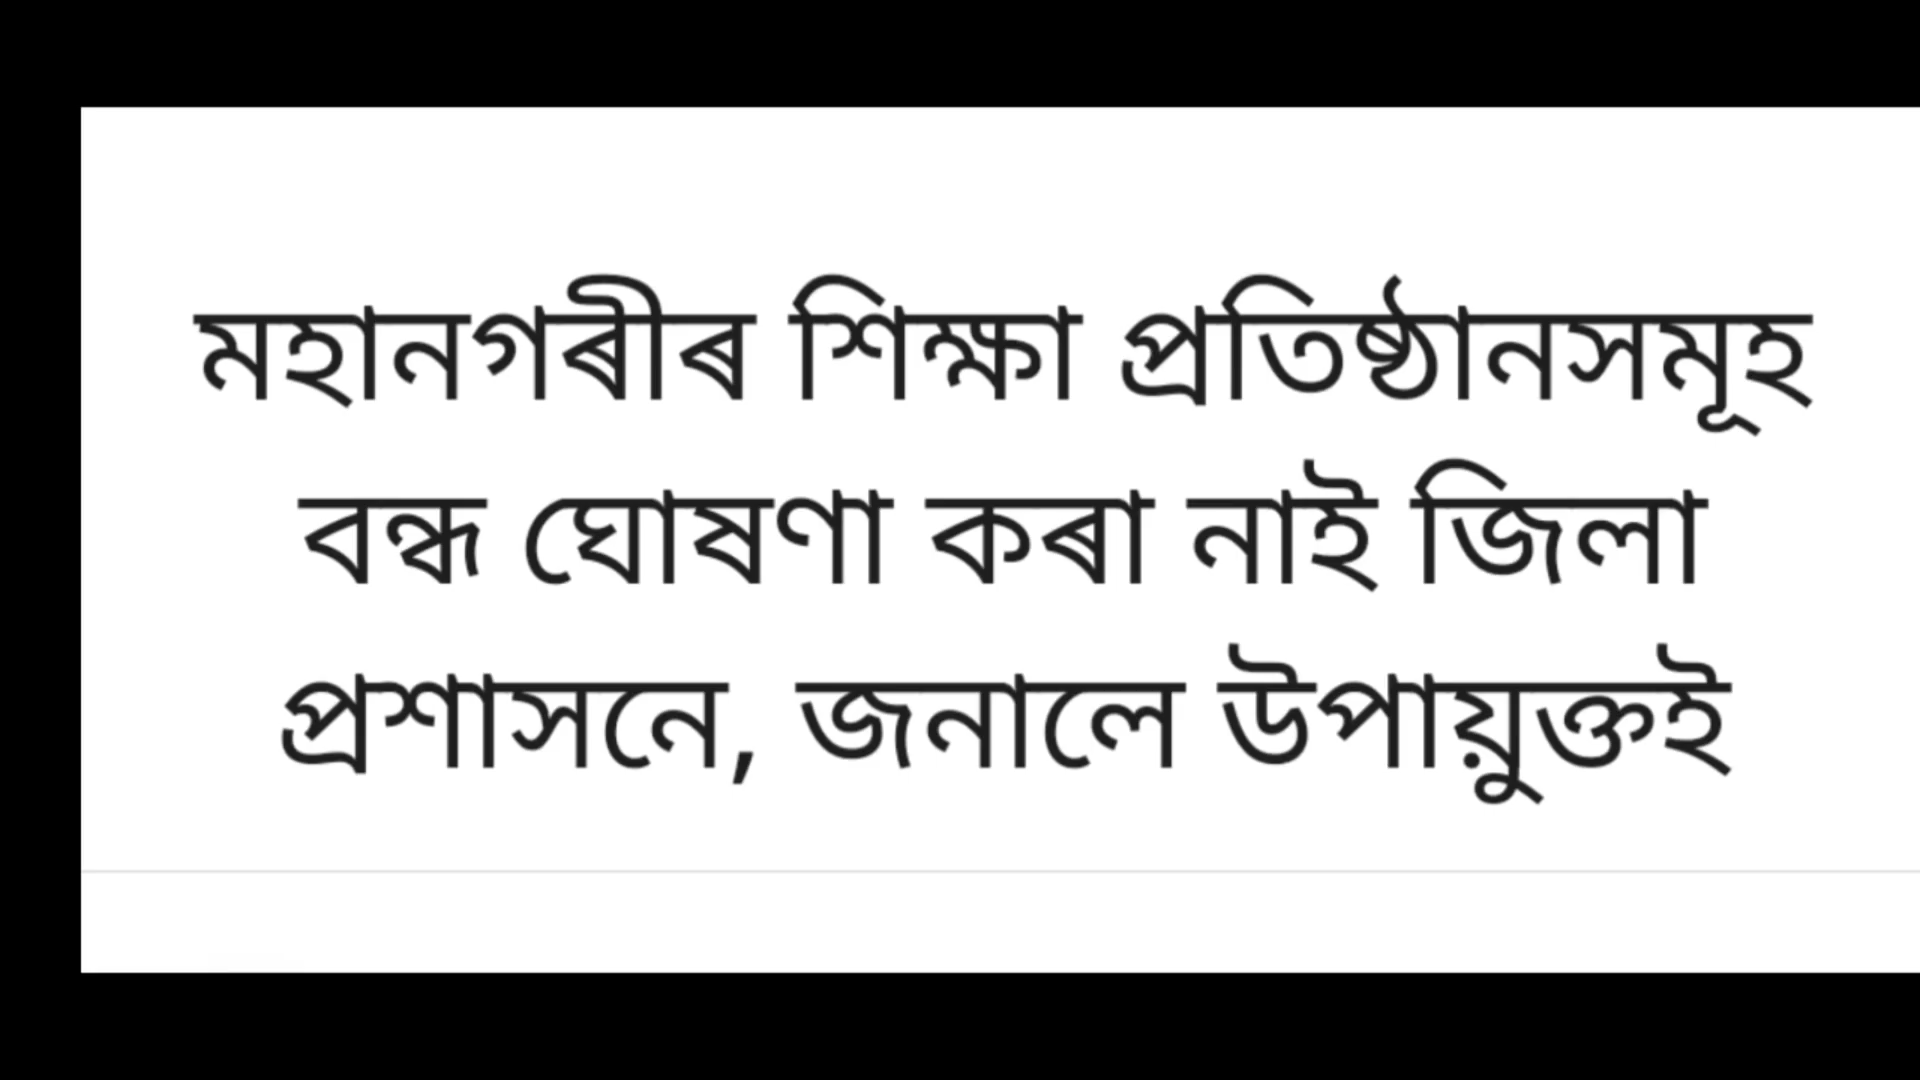 মহানগৰীৰ শিক্ষা প্ৰতিষ্ঠানসমূহ
বন্ধ ঘোষণা কৰা নাই জিলা
প্ৰশাসনে, জনালে উপায়ুক্তই